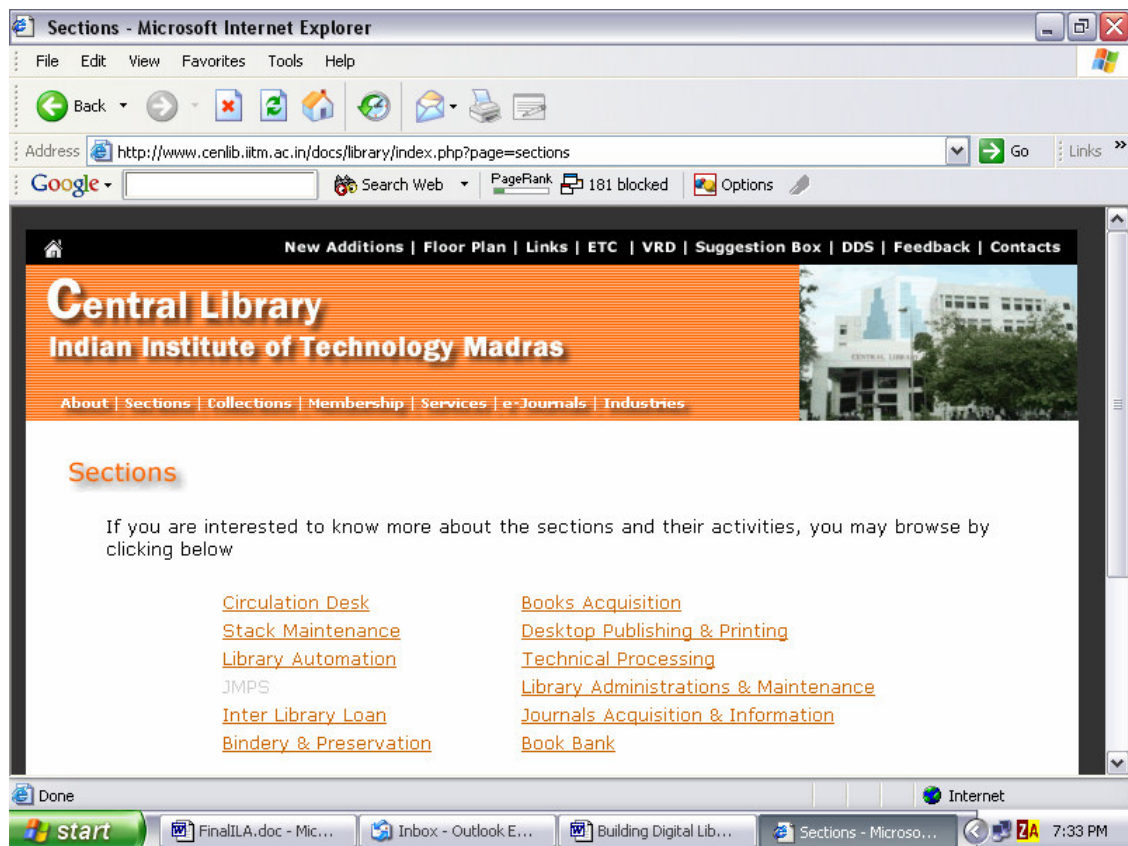 Sections - Microsoft Internet Explorer
File Edit View Favorites Tools Help
Back
Address http://www.cenlib.iitm.ac.in/docs/library/index.php?page=sections Go Links »
Google Search Web PageRank 181 blocked Options
New Additions | Floor Plan | Links | ETC | VRD | Suggestion Box | DDS | Feedback | Contacts
Central Library
Indian Institute of Technology Madras
CENTRAL
About | Sections | Collections | Membership | Services | e-Journals | Industries
Sections
If you are interested to know more about the sections and their activities, you may browse by
clicking below
Circulation Desk Books Acquisition
Stack Maintenance Desktop Publishing & Printing
Library Automation Technical Processing
JMPS Library Administrations & Maintenance
Inter Library Loan Journals Acquisition & Information
Bindery & Preservation Book Bank
Done Internet
start FinalILA.doc - Mic... Inbox - Outlook E... Building Digital Lib... Sections - Microso... ZA 7:33 PM